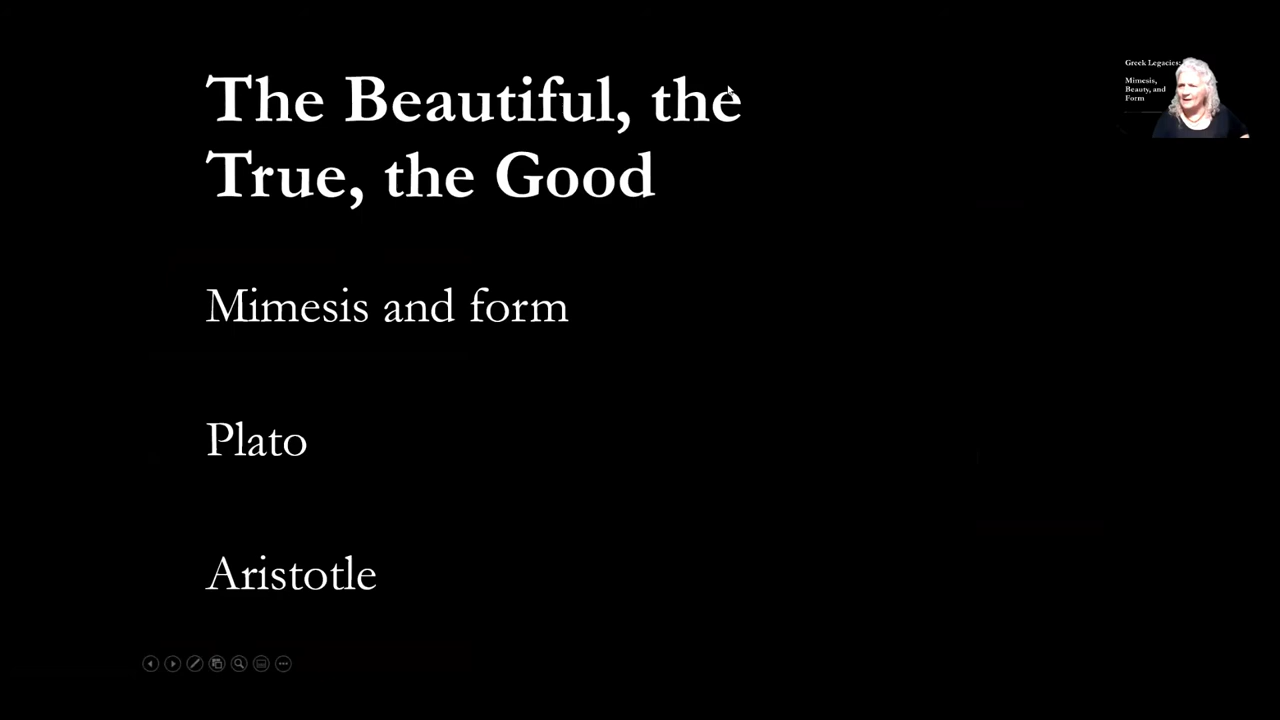 The Beautiful, the
True, the Good
Mimesis and form
Plato
Aristotle
Greek Legacies:
Mimesis,
Beauty, and
Form